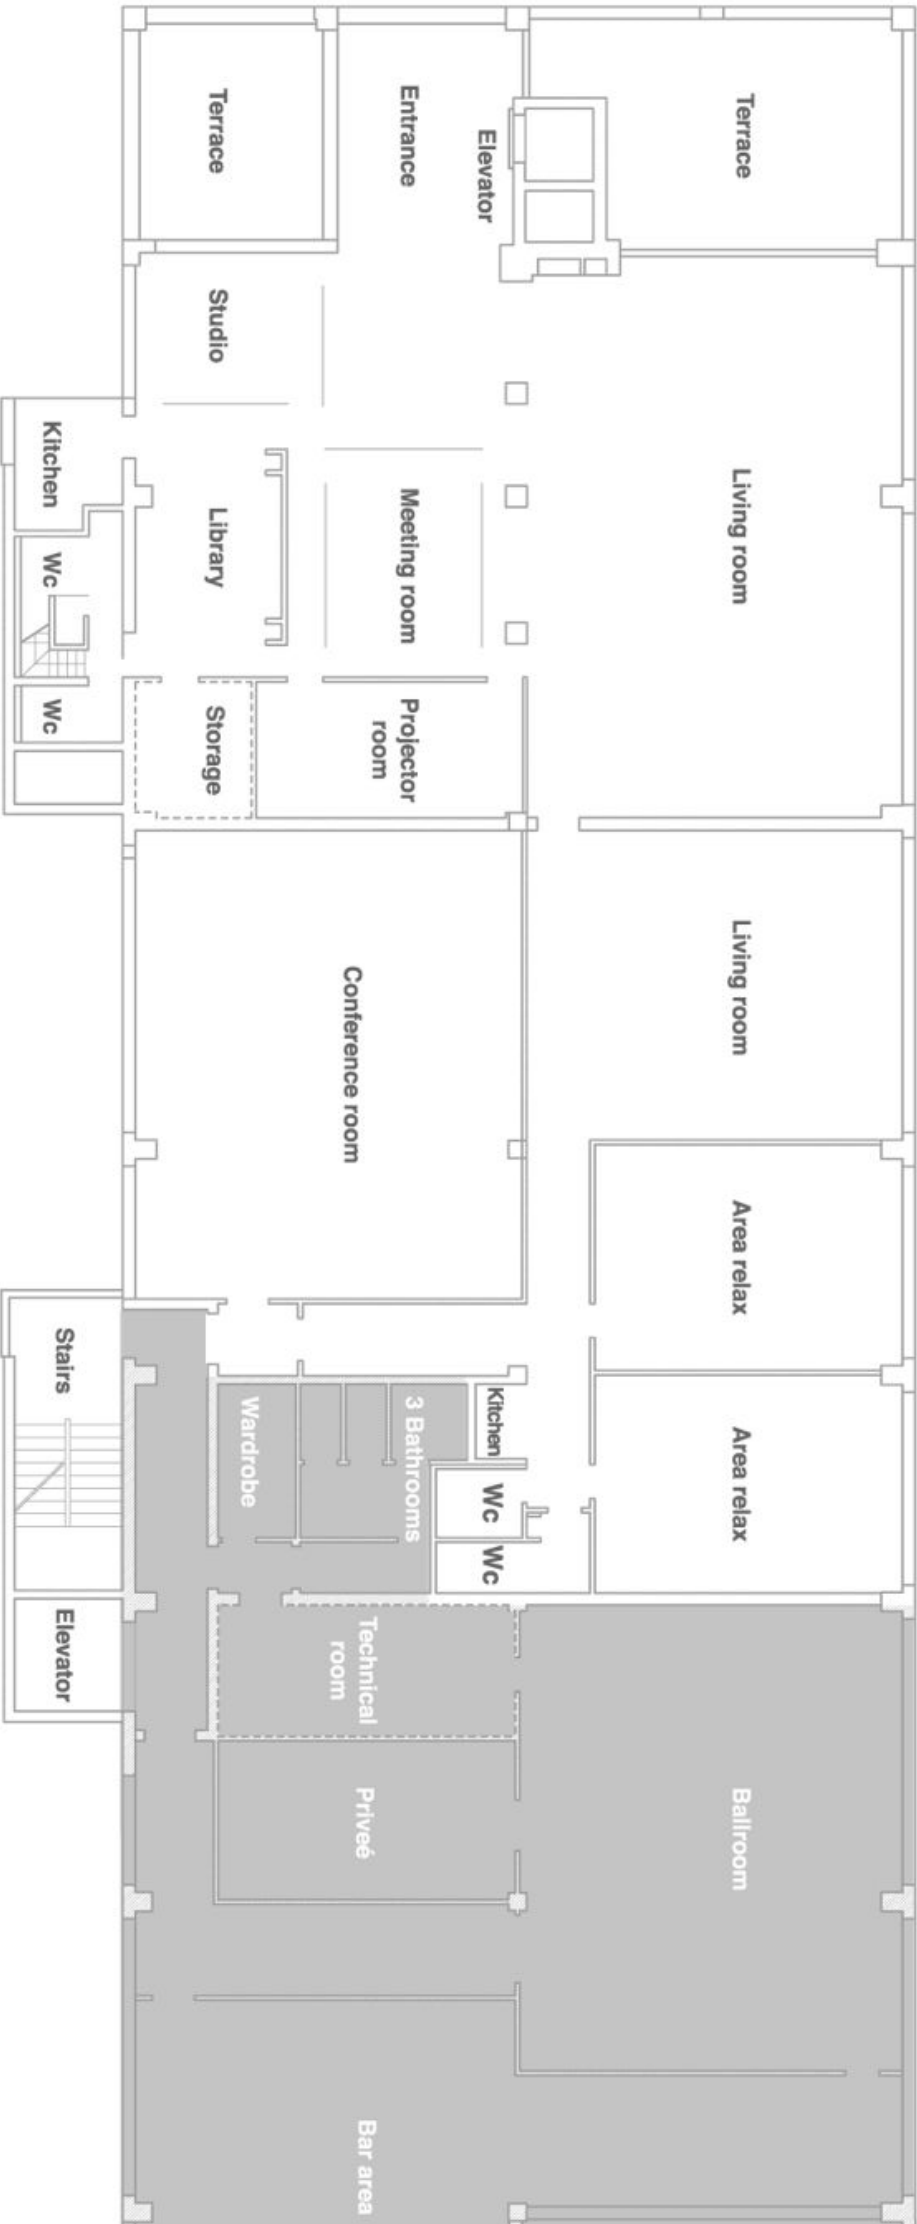 Terrace
Entrance
Elevator
Terrace
Studio
Kitchen
Library
Meeting room
Living room
Wc
Wc
Storage
Projector
room
Conference room
Living room
Area relax
Stairs
Wardrobe
3 Bathrooms
Kitchen
Wc
Wc
Area relax
Elevator
Technical
room
Priveé
Ballroom
Bar area